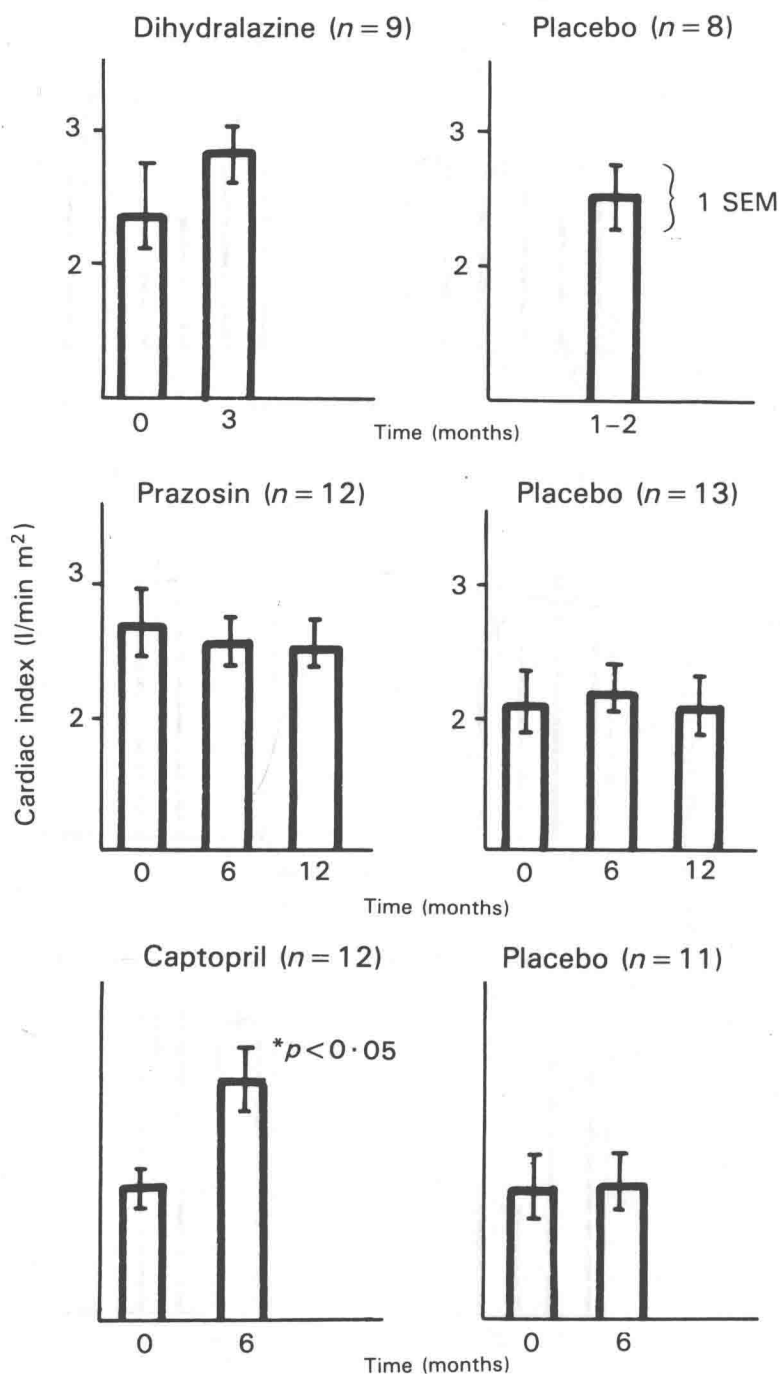 Dihydralazine (n = 9)
Placebo (n = 8)
3
2
3
2
1 SEM
0
3
Time (months)
1–2
Prazosin (n = 12)
Placebo (n = 13)
Cardiac index (l/min m²)
3
2
3
2
0
6
12
0
6
12
Time (months)
Captopril (n = 12)
Placebo (n = 11)
*p<0·05
0
6
0
6
Time (months)